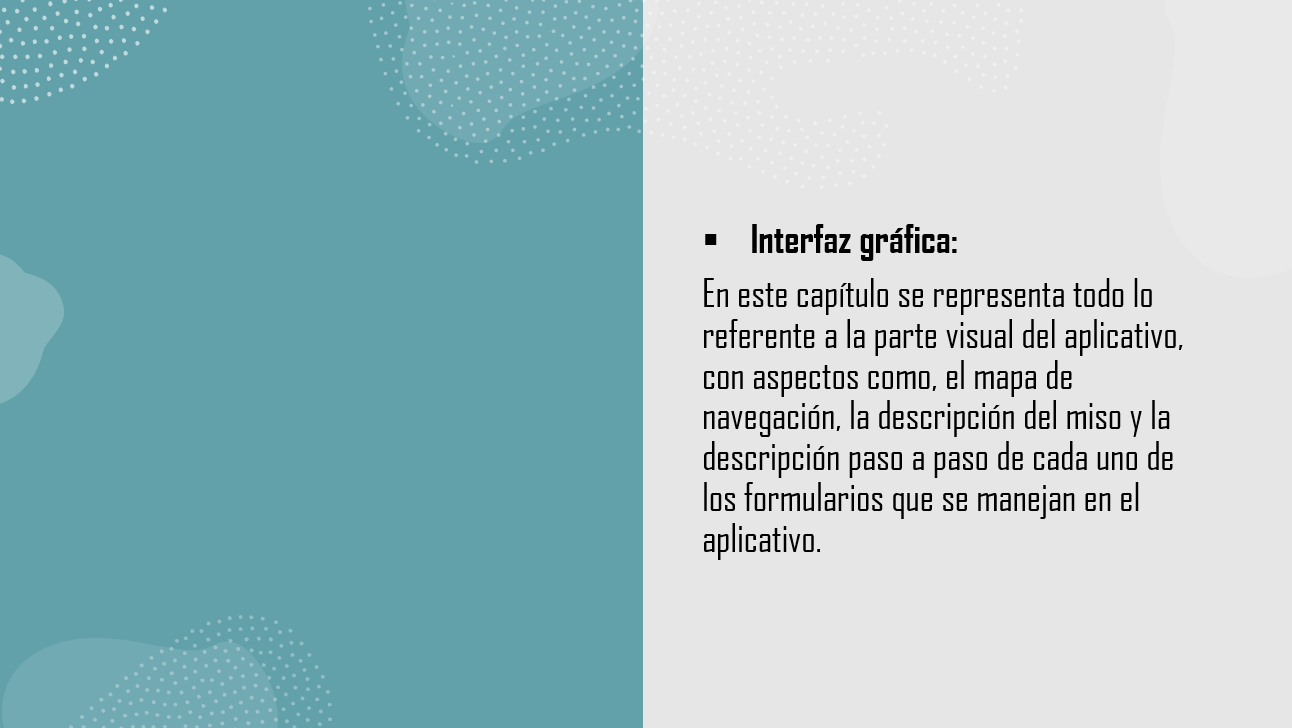 ▪ Interfaz gráfica:
En este capítulo se representa todo lo
referente a la parte visual del aplicativo,
con aspectos como, el mapa de
navegación, la descripción del miso y la
descripción paso a paso de cada uno de
los formularios que se manejan en el
aplicativo.